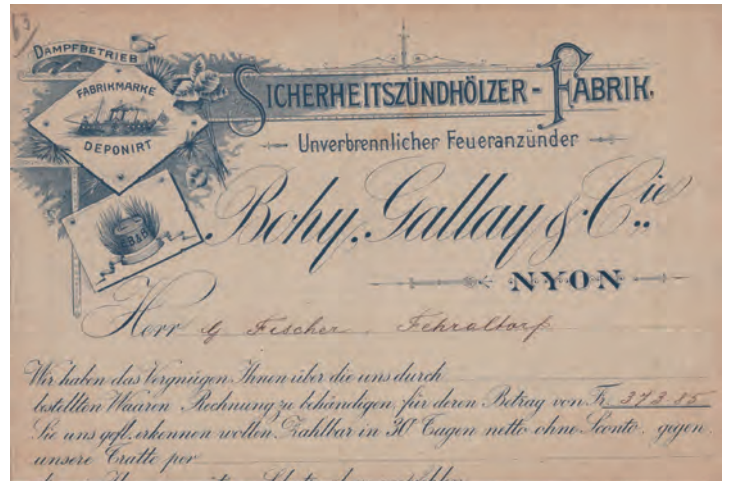 63
DAMPFBETRIEB
FABRIKMARKE
DEPONIRT
B&B
SICHERHEITSZÜNDHÖLZER - FABRIK.
Unverbrennlicher Feueranzünder
Bohy, Gallay & Cie.
NYON
Herr G Fischer, Fehraltorf
Wir haben das Vergnügen Ihnen über die uns durch
bestellten Waaren Rechnung zu behändigen, für deren Betrag von Fr. 373.85
Sie uns gefl. erkennen wollen. Zahlbar in 30 Tagen netto ohne Sconto, gegen
unsere Tratte per